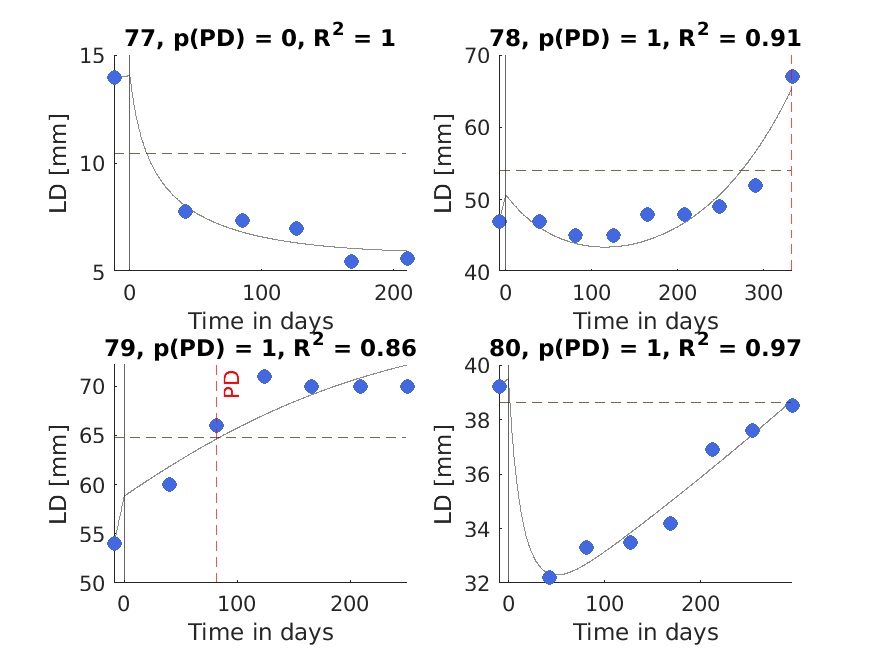 77, p(PD) = 0, R² = 1
15
10
5
LD [mm]
0 100 200
Time in days
78, p(PD) = 1, R² = 0.91
70
60
50
40
LD [mm]
0 100 200 300
Time in days
79, p(PD) = 1, R² = 0.86
PD
70
65
60
55
50
LD [mm]
0 100 200
Time in days
80, p(PD) = 1, R² = 0.97
40
38
36
34
32
LD [mm]
0 100 200
Time in days